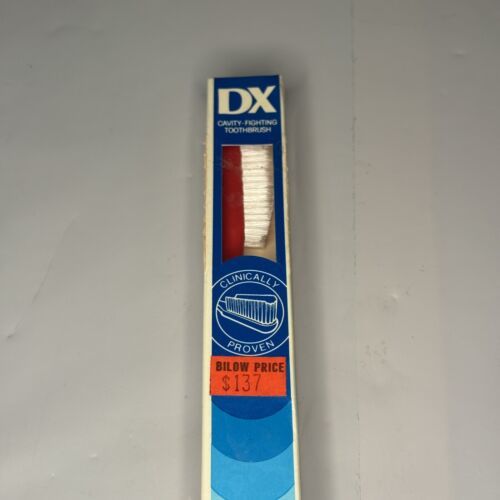 DX
CAVITY-FIGHTING
TOOTHBRUSH
CLINICALLY
PROVEN
BILOW PRICE
$137